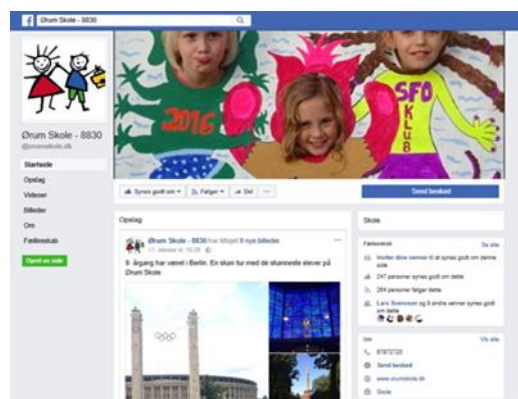 Ørum Skole - 8830
2016
SFO
KLUB
Ørum Skole - 8830
@orumskole.dk
Startside
Opslag
Videoer
Billeder
Om
Fællesskab
Opret en side
Synes godt om
Følger
Del
Send besked
Opslag
Ørum Skole - 8830 har tilføjet 9 nye billeder
11. oktober kl.
9. årgang har været i Berlin. En skøn tur med de skønneste elever på
Ørum Skole.
Skole
Fællesskab
Se alle
Inviter dine venner til at synes godt om denne
side
247 personer synes godt om dette
264 personer følger dette
Lars Svensson og 8 andre venner synes godt
om dette
Om
Vis alle
87872720
Send besked
www.orumskole.dk
Skole